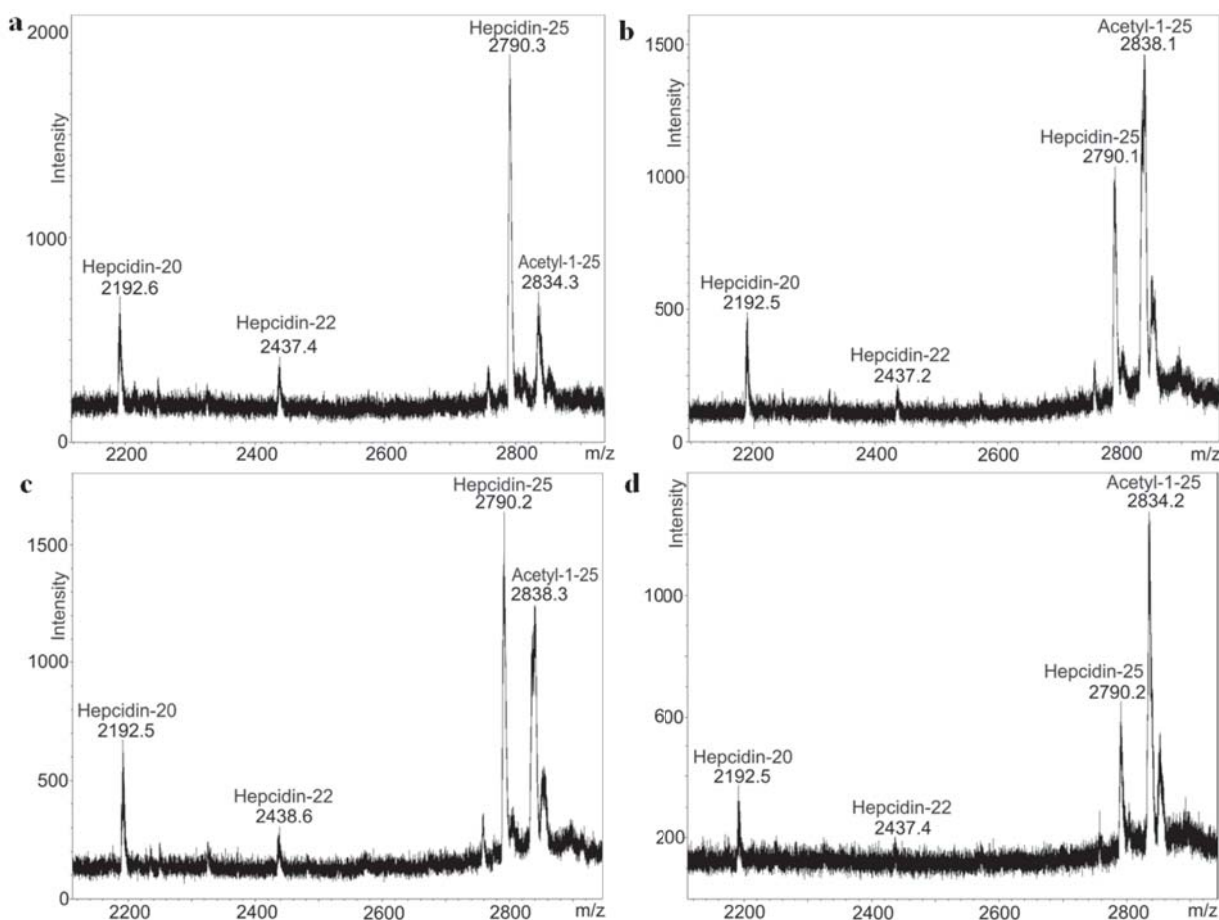 a
2000
1000
0
Intensity
Hepcidin-20
2192.6
Hepcidin-22
2437.4
Hepcidin-25
2790.3
Acetyl-1-25
2834.3
2200
2400
2600
2800
m/z
b
1500
1000
500
0
Intensity
Hepcidin-20
2192.5
Hepcidin-22
2437.2
Hepcidin-25
2790.1
Acetyl-1-25
2838.1
2200
2400
2600
2800
m/z
c
1500
1000
500
0
Intensity
Hepcidin-20
2192.5
Hepcidin-22
2438.6
Hepcidin-25
2790.2
Acetyl-1-25
2838.3
2200
2400
2600
2800
m/z
d
1000
600
200
Intensity
Hepcidin-20
2192.5
Hepcidin-22
2437.4
Hepcidin-25
2790.2
Acetyl-1-25
2834.2
2200
2400
2600
2800
m/z